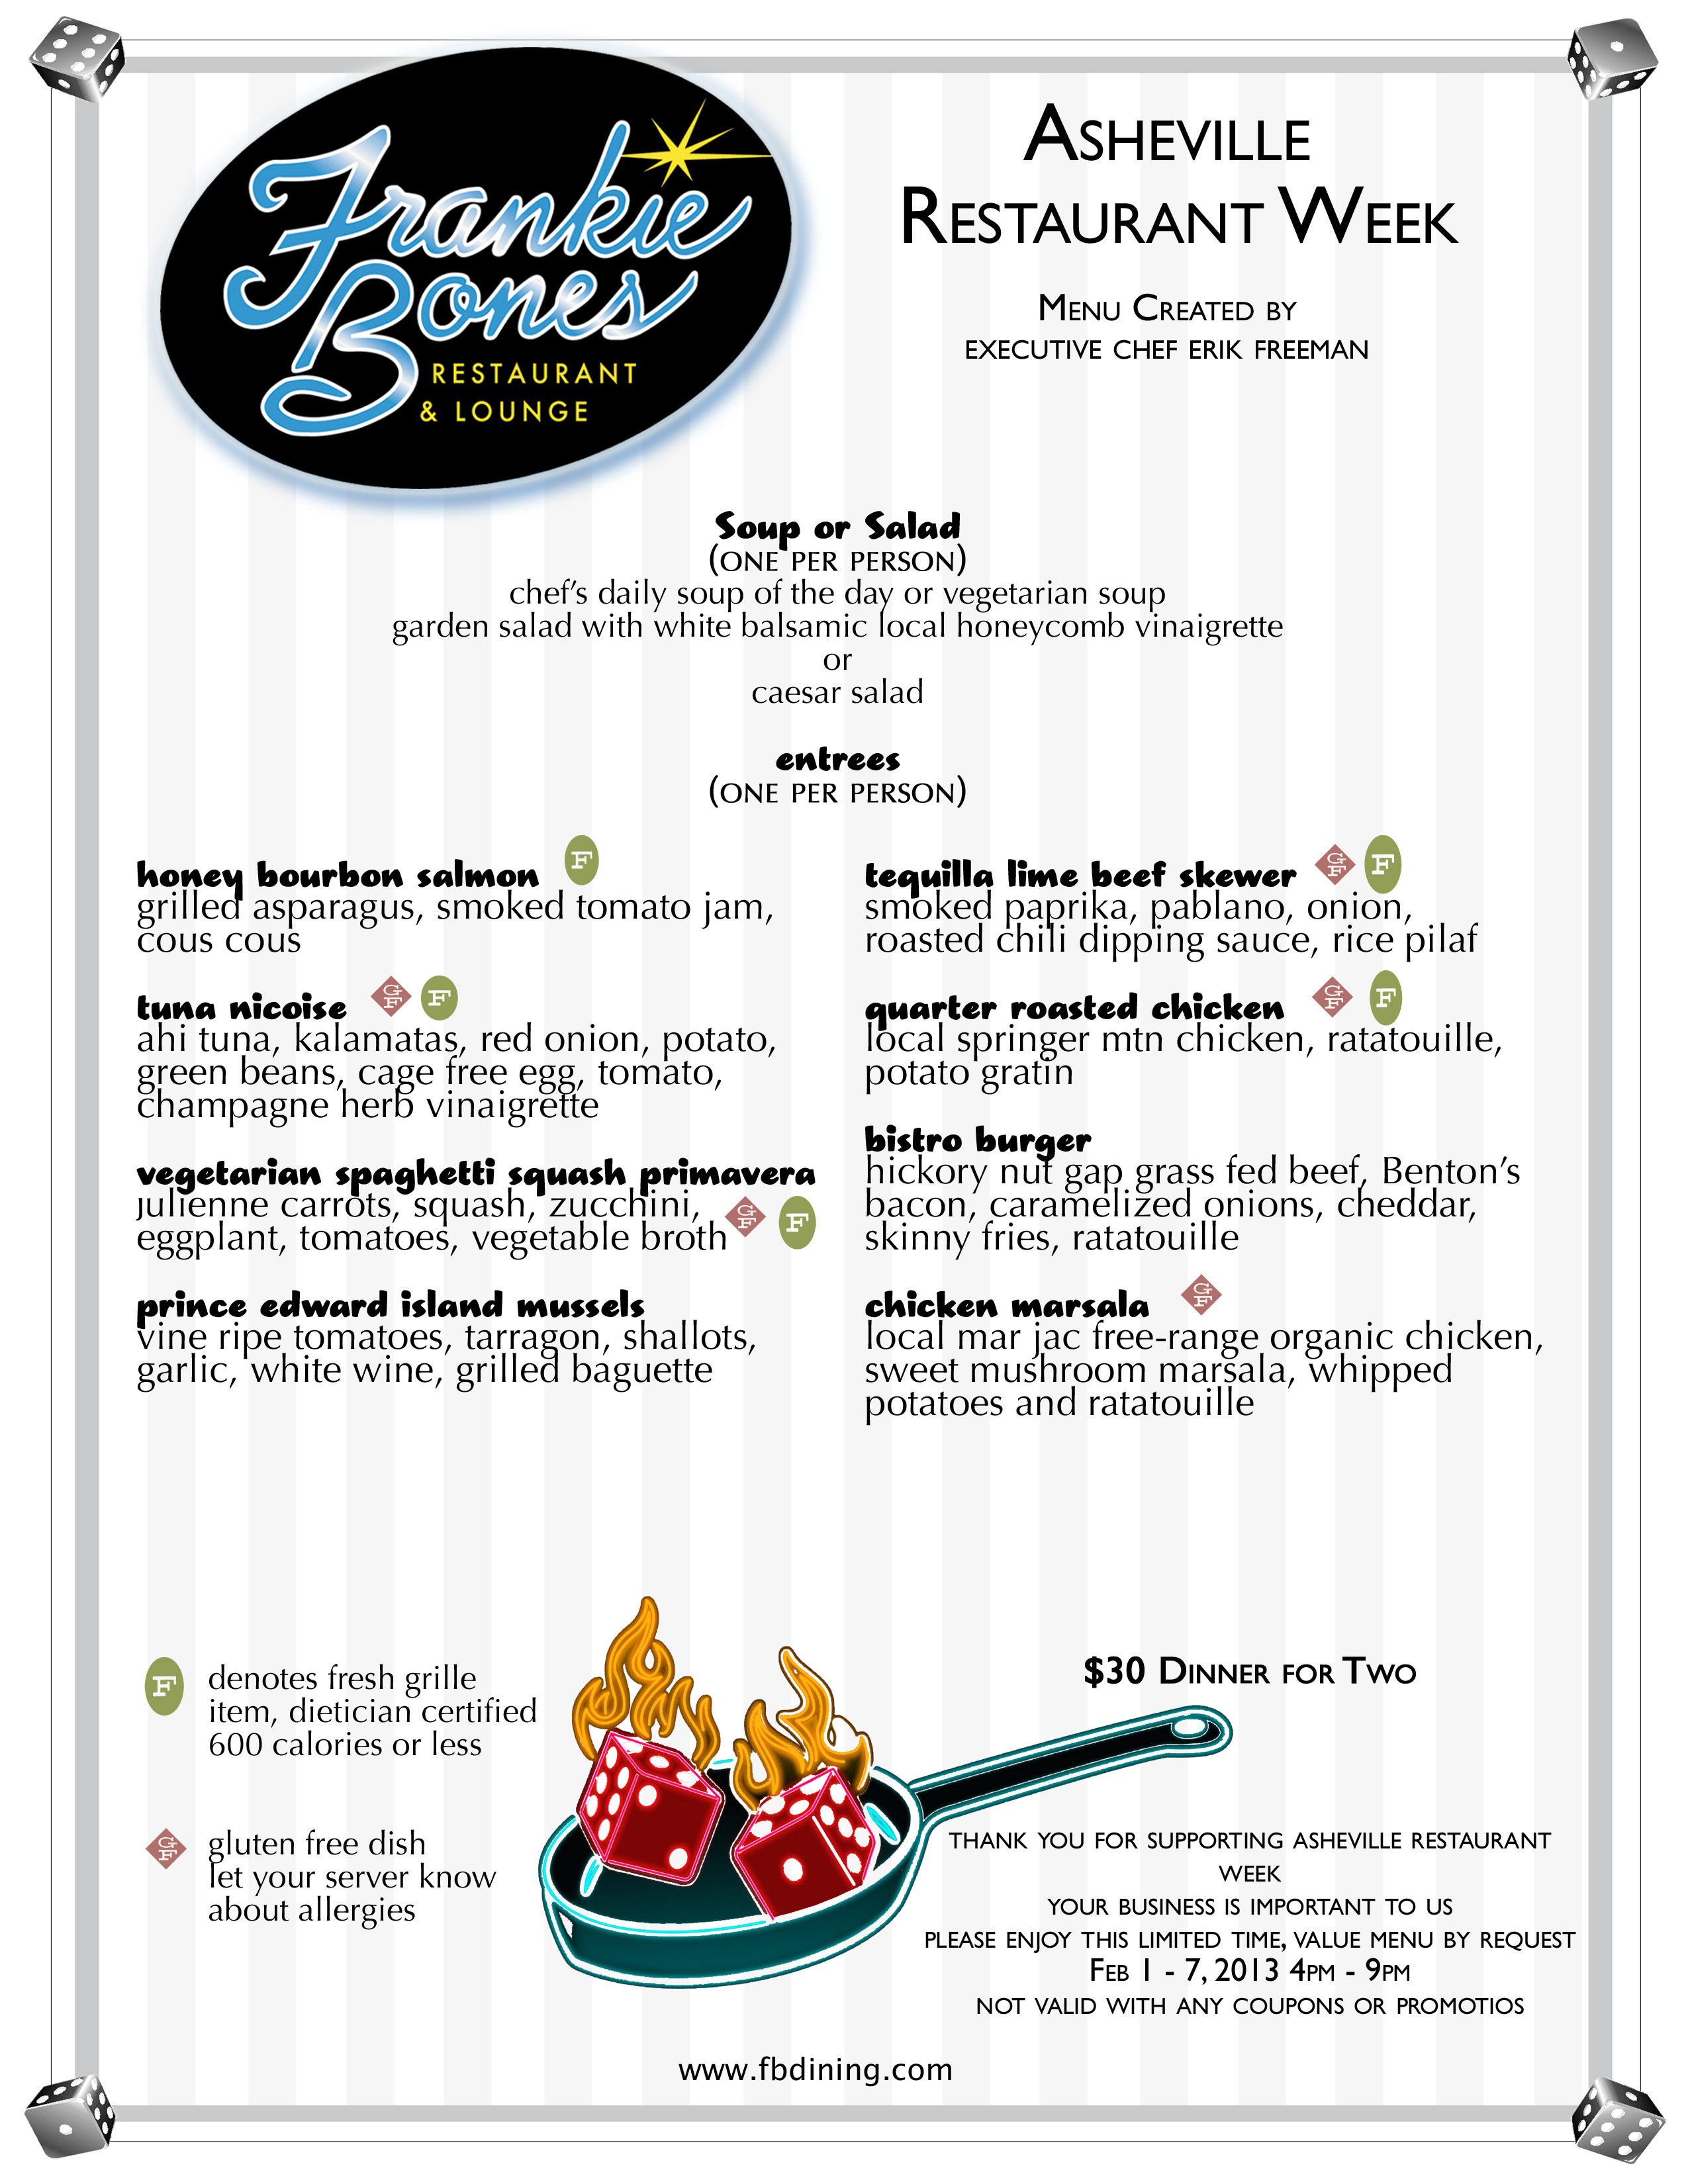 Frankie
Bones
RESTAURANT
& LOUNGE
Asheville
Restaurant Week
Menu Created by
executive chef erik freeman
Soup or Salad
(one per person)
chef's daily soup of the day or vegetarian soup
garden salad with white balsamic local honeycomb vinaigrette
or
caesar salad
entrees
(one per person)
honey bourbon salmon F
grilled asparagus, smoked tomato jam,
cous cous
tuna nicoise GF F
ahi tuna, kalamatas, red onion, potato,
green beans, cage free egg, tomato,
champagne herb vinaigrette
vegetarian spaghetti squash primavera
julienne carrots, squash, zucchini,
eggplant, tomatoes, vegetable broth GF F
prince edward island mussels
vine ripe tomatoes, tarragon, shallots,
garlic, white wine, grilled baguette
tequilla lime beef skewer GF F
smoked paprika, pablano, onion,
roasted chili dipping sauce, rice pilaf
quarter roasted chicken GF F
local springer mtn chicken, ratatouille,
potato gratin
bistro burger
hickory nut gap grass fed beef, Benton's
bacon, caramelized onions, cheddar,
skinny fries, ratatouille
chicken marsala GF
local mar jac free-range organic chicken,
sweet mushroom marsala, whipped
potatoes and ratatouille
F denotes fresh grille
item, dietician certified
600 calories or less
GF gluten free dish
let your server know
about allergies
$30 Dinner for Two
thank you for supporting asheville restaurant
week
your business is important to us
please enjoy this limited time, value menu by request
Feb 1 - 7, 2013 4pm - 9pm
not valid with any coupons or promotios
www.fbdining.com